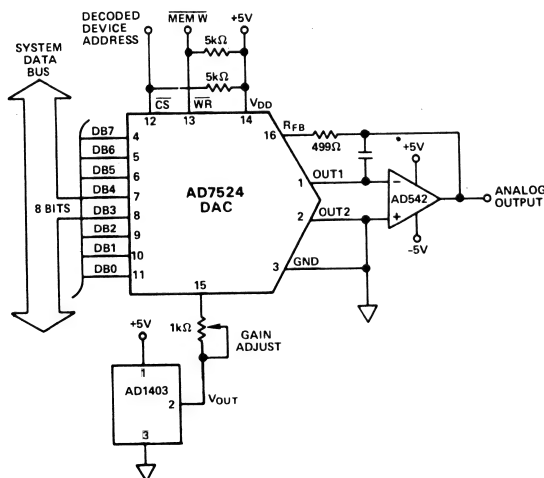 DECODED
DEVICE
ADDRESS
MEM W
+5V
SYSTEM
DATA
BUS
5kΩ
5kΩ
CS
WR
VDD
12
13
14
16
RFB
499Ω
+5V
DB7
4
DB6
5
DB5
6
DB4
7
8 BITS
DB3
8
DB2
9
DB1
10
DB0
11
AD7524
DAC
1
OUT1
2
OUT2
3
GND
−
AD542
+
-5V
ANALOG
OUTPUT
15
1kΩ
GAIN
ADJUST
+5V
1
AD1403
2
VOUT
3